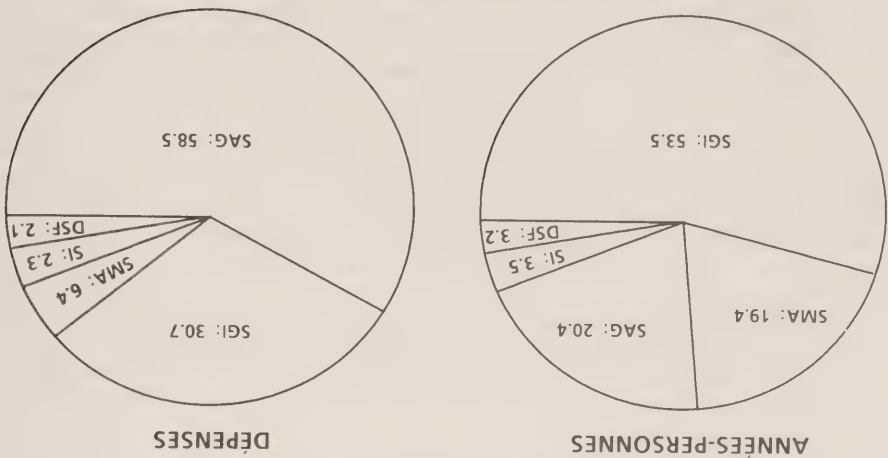 ANNÉES-PERSONNES
SMA: 19.4
SAG: 20.4
SI: 3.5
DSF: 3.2
SGI: 53.5
DÉPENSES
SGI: 30.7
SMA: 6.4
SI: 2.3
DSF: 2.1
SAG: 58.5